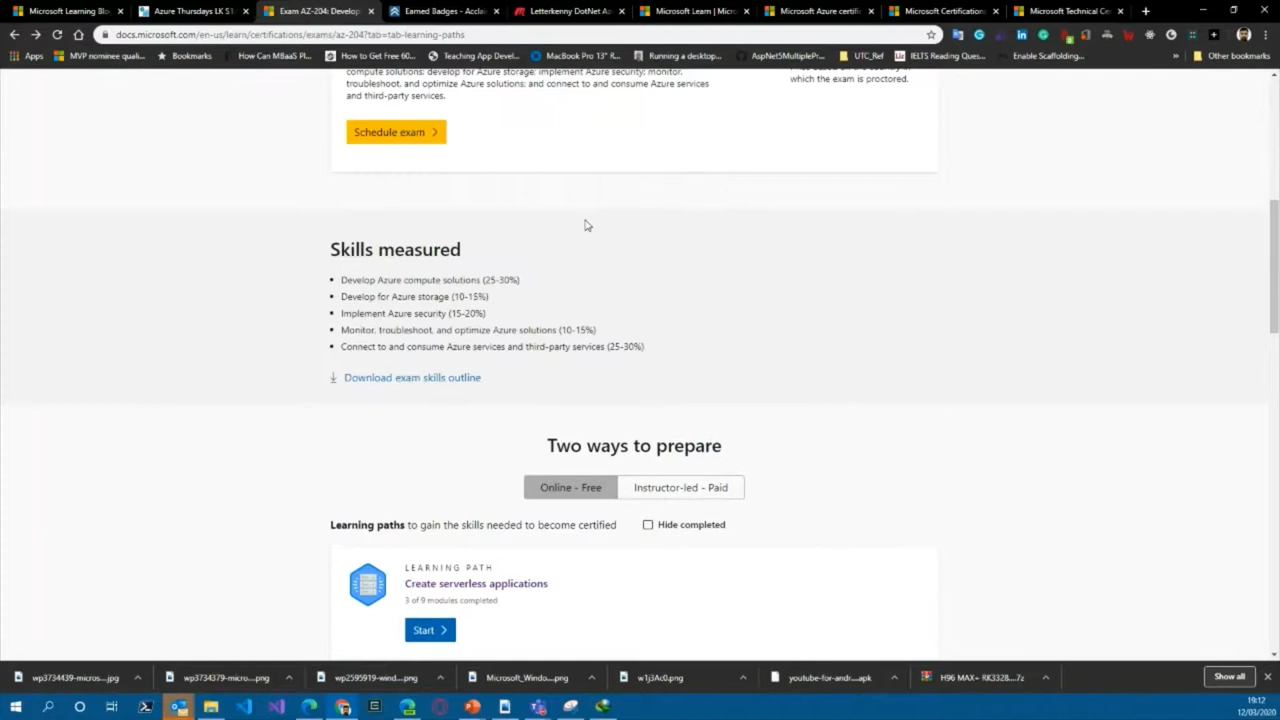 Microsoft Learning Blo
Azure Thursdays LK S1
Exam AZ-204: Develop
Earned Badges - Acclai
Letterkenny DotNet Az
Microsoft Learn | Micro
Microsoft Azure certifi
Microsoft Certification
Microsoft Technical Ce
docs.microsoft.com/en-us/learn/certifications/exams/az-204?tab=tab-learning-paths
Apps
MVP nominee quali...
Bookmarks
How Can MBaaS Pl...
How to Get Free 60...
Teaching App Devel...
MacBook Pro 13" R...
Running a desktop...
AspNet5MultiplePr...
UTC_Ref
IELTS Reading Ques...
Enable Scaffolding...
»
Other bookmarks
compute solutions; develop for Azure storage; implement Azure security; monitor,
troubleshoot, and optimize Azure solutions; and connect to and consume Azure services
and third-party services.
which the exam is proctored.
Schedule exam
Skills measured
• Develop Azure compute solutions (25-30%)
• Develop for Azure storage (10-15%)
• Implement Azure security (15-20%)
• Monitor, troubleshoot, and optimize Azure solutions (10-15%)
• Connect to and consume Azure services and third-party services (25-30%)
Download exam skills outline
Two ways to prepare
Online - Free
Instructor-led - Paid
Learning paths to gain the skills needed to become certified
Hide completed
LEARNING PATH
Create serverless applications
3 of 9 modules completed
Start
wp3734439-micros....jpg
wp3734379-micro....png
wp2595919-wind....png
Microsoft_Windo....png
w1j3Ac0.png
youtube-for-andr....apk
H96 MAX+ RK3328....7z
Show all
19:12
12/03/2020